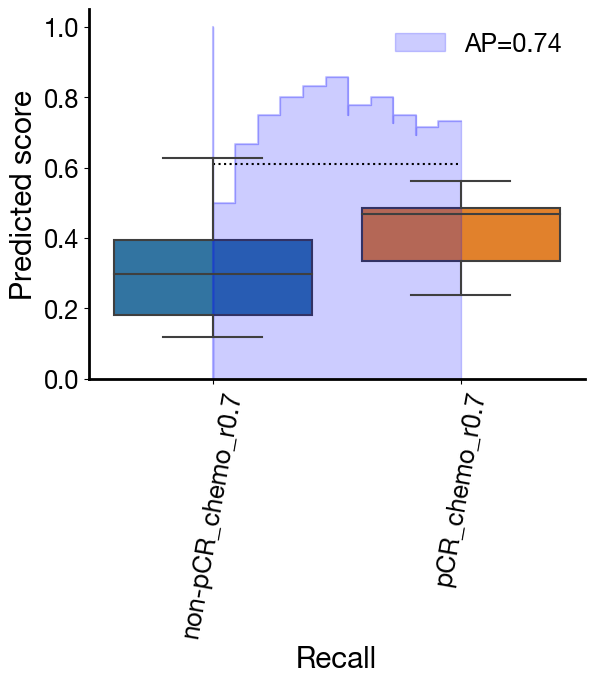 Predicted score
1.0
0.8
0.6
0.4
0.2
0.0
AP=0.74
non-pCR_chemo_r0.7
pCR_chemo_r0.7
Recall